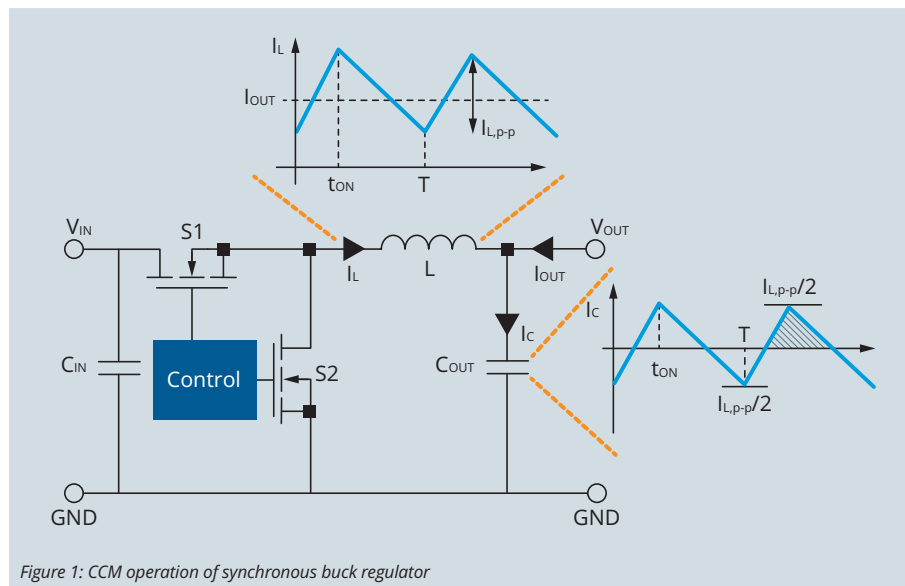 IL
IOUT
IL,p-p
tON
T
VIN
S1
VOUT
IL
L
IOUT
IL,p-p/2
IC
IC
T
CIN
Control
S2
COUT
tON
IL,p-p/2
GND
GND
Figure 1: CCM operation of synchronous buck regulator